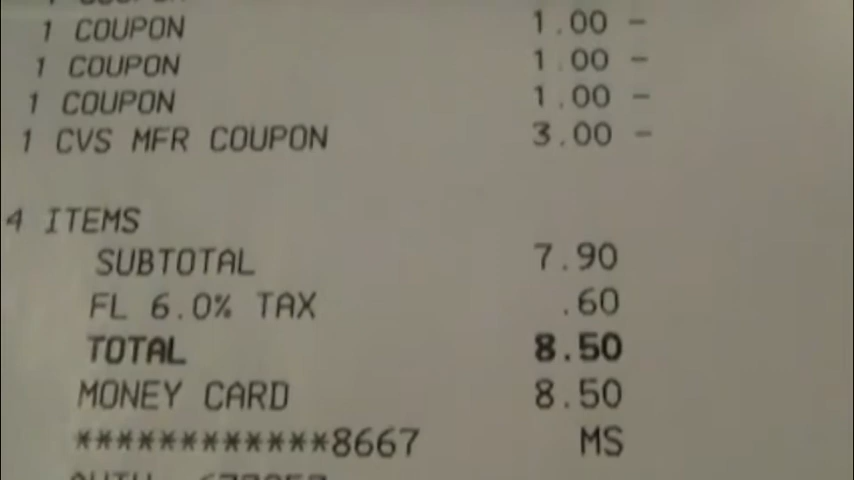 1 COUPON 1.00 -
1 COUPON 1.00 -
1 COUPON 1.00 -
1 CVS MFR COUPON 3.00 -
4 ITEMS
SUBTOTAL 7.90
FL 6.0% TAX .60
TOTAL 8.50
MONEY CARD 8.50
************8667 MS